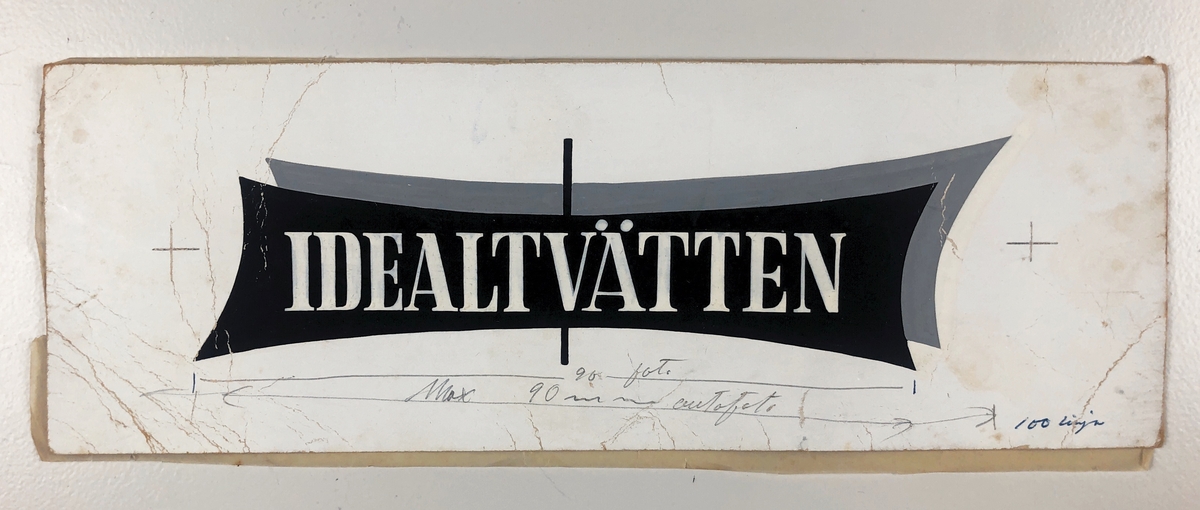 IDEALTVÄTTEN
90 foto
Max 90 mm autofoto
100 linjer